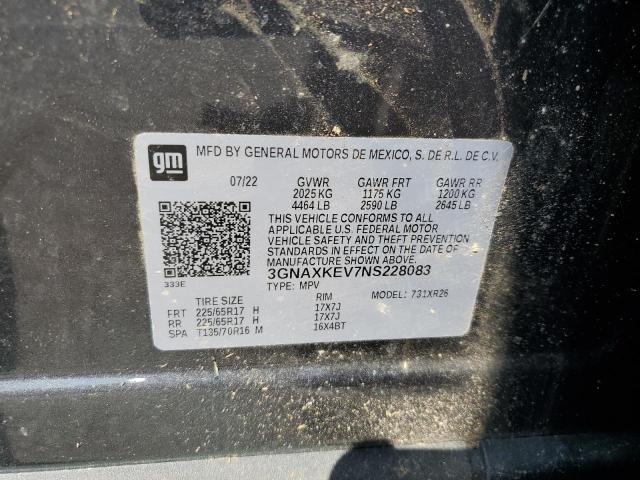 gm
MFD BY GENERAL MOTORS DE MEXICO, S. DE R.L. DE C.V.
07/22 GVWR GAWR FRT GAWR RR
2025 KG 1175 KG 1200 KG
4464 LB 2590 LB 2645 LB
THIS VEHICLE CONFORMS TO ALL
APPLICABLE U.S. FEDERAL MOTOR
VEHICLE SAFETY AND THEFT PREVENTION
STANDARDS IN EFFECT ON THE DATE OF
3GNAXKEV7NS228083
333E
TYPE: MPV MODEL: 731XR26
TIRE SIZE RIM
FRT 225/65R17 H 17X7J
RR 225/65R17 H 17X7J
SPA T135/70R16 M 16X4BT